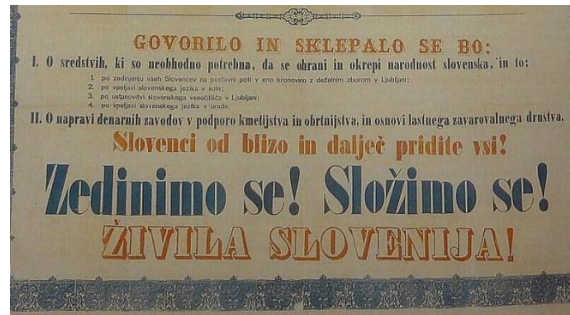 GOVORILO IN SKLEPALO SE BO:
I. O sredstvih, ki so neobhodno potrebna, da se ohrani in okrepi narodnost slovenska, in to:
1. po zedinjenju vseh Slovencev na postavni poti v eno kronovino z deželnim zborom v Ljubljani;
2. po vpeljavi slovenskega jezika v šole;
3. po ustanovitvi slovenskega vseučilišča v Ljubljani;
4. po vpeljavi slovenskega jezika v urade.
II. O napravi denarnih zavodov v podporo kmetijstva in obrtnijstva, in osnovi lastnega zavarovalnega drustva.
Slovenci od blizo in dalječ pridite vsi!
Zedinimo se! Složimo se!
ŽIVILA SLOVENIJA!